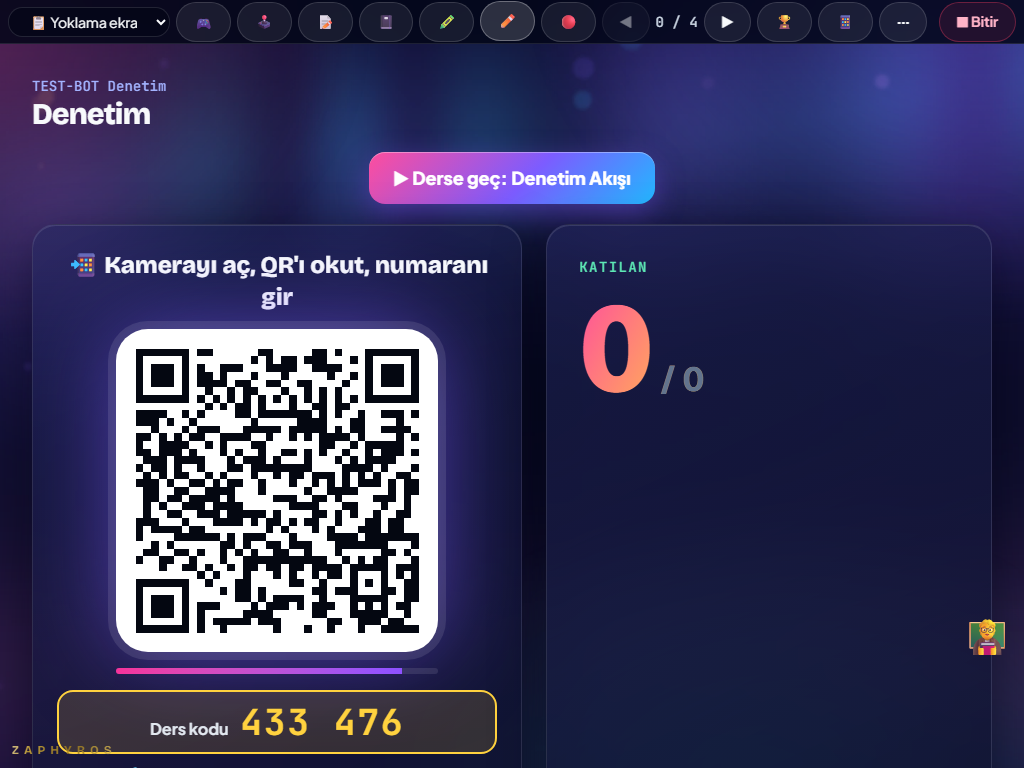 Yoklama ekra
0 / 4
Bitir
TEST-BOT Denetim
Denetim
Derse geç: Denetim Akışı
Kamerayı aç, QR'ı okut, numaranı
gir
KATILAN
0 / 0
Ders kodu 433 476
ZAPHYROS